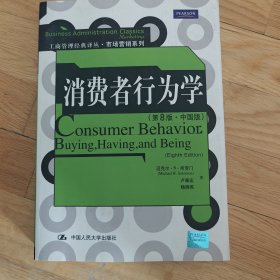 PEARSON
Business Administration Classics
Marketing
工商管理经典译丛·市场营销系列
消费者行为学
(第8版·中国版)
Consumer Behavior
Buying, Having, and Being
(Eighth Edition)
迈克尔·R·所罗门
(Michael R. Solomon)
卢泰宏
杨晓燕
著
中国人民大学出版社